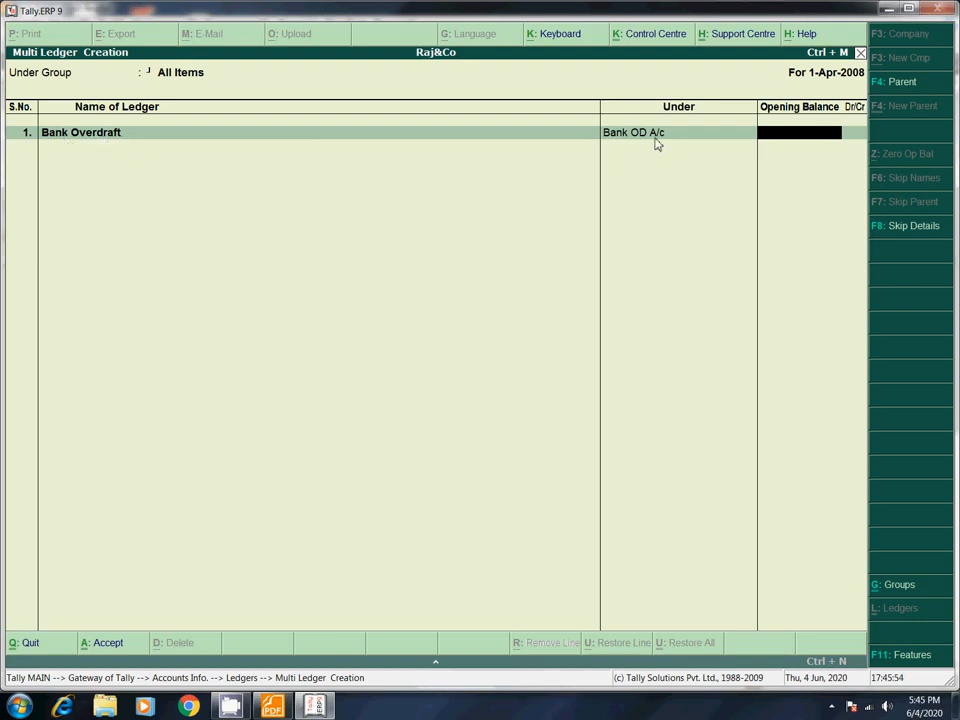 Tally.ERP 9
P: Print E: Export M: E-Mail O: Upload G: Language K: Keyboard K: Control Centre H: Support Centre H: Help
F3: Company
Multi Ledger Creation Raj&Co Ctrl + M
F3: New Cmp
Under Group : ┘ All Items For 1-Apr-2008
F4: Parent
S.No. Name of Ledger Under Opening Balance Dr/Cr
F4: New Parent
1. Bank Overdraft Bank OD A/c
Z: Zero Op Bal
F6: Skip Names
F7: Skip Parent
F8: Skip Details
G: Groups
L: Ledgers
Q: Quit A: Accept D: Delete R: Remove Line U: Restore Line U: Restore All
F11: Features
Ctrl + N
Tally MAIN --> Gateway of Tally --> Accounts Info. --> Ledgers --> Multi Ledger Creation (c) Tally Solutions Pvt. Ltd., 1988-2009 Thu, 4 Jun, 2020 17:45:54
PDF
Tally
5:45 PM
6/4/2020